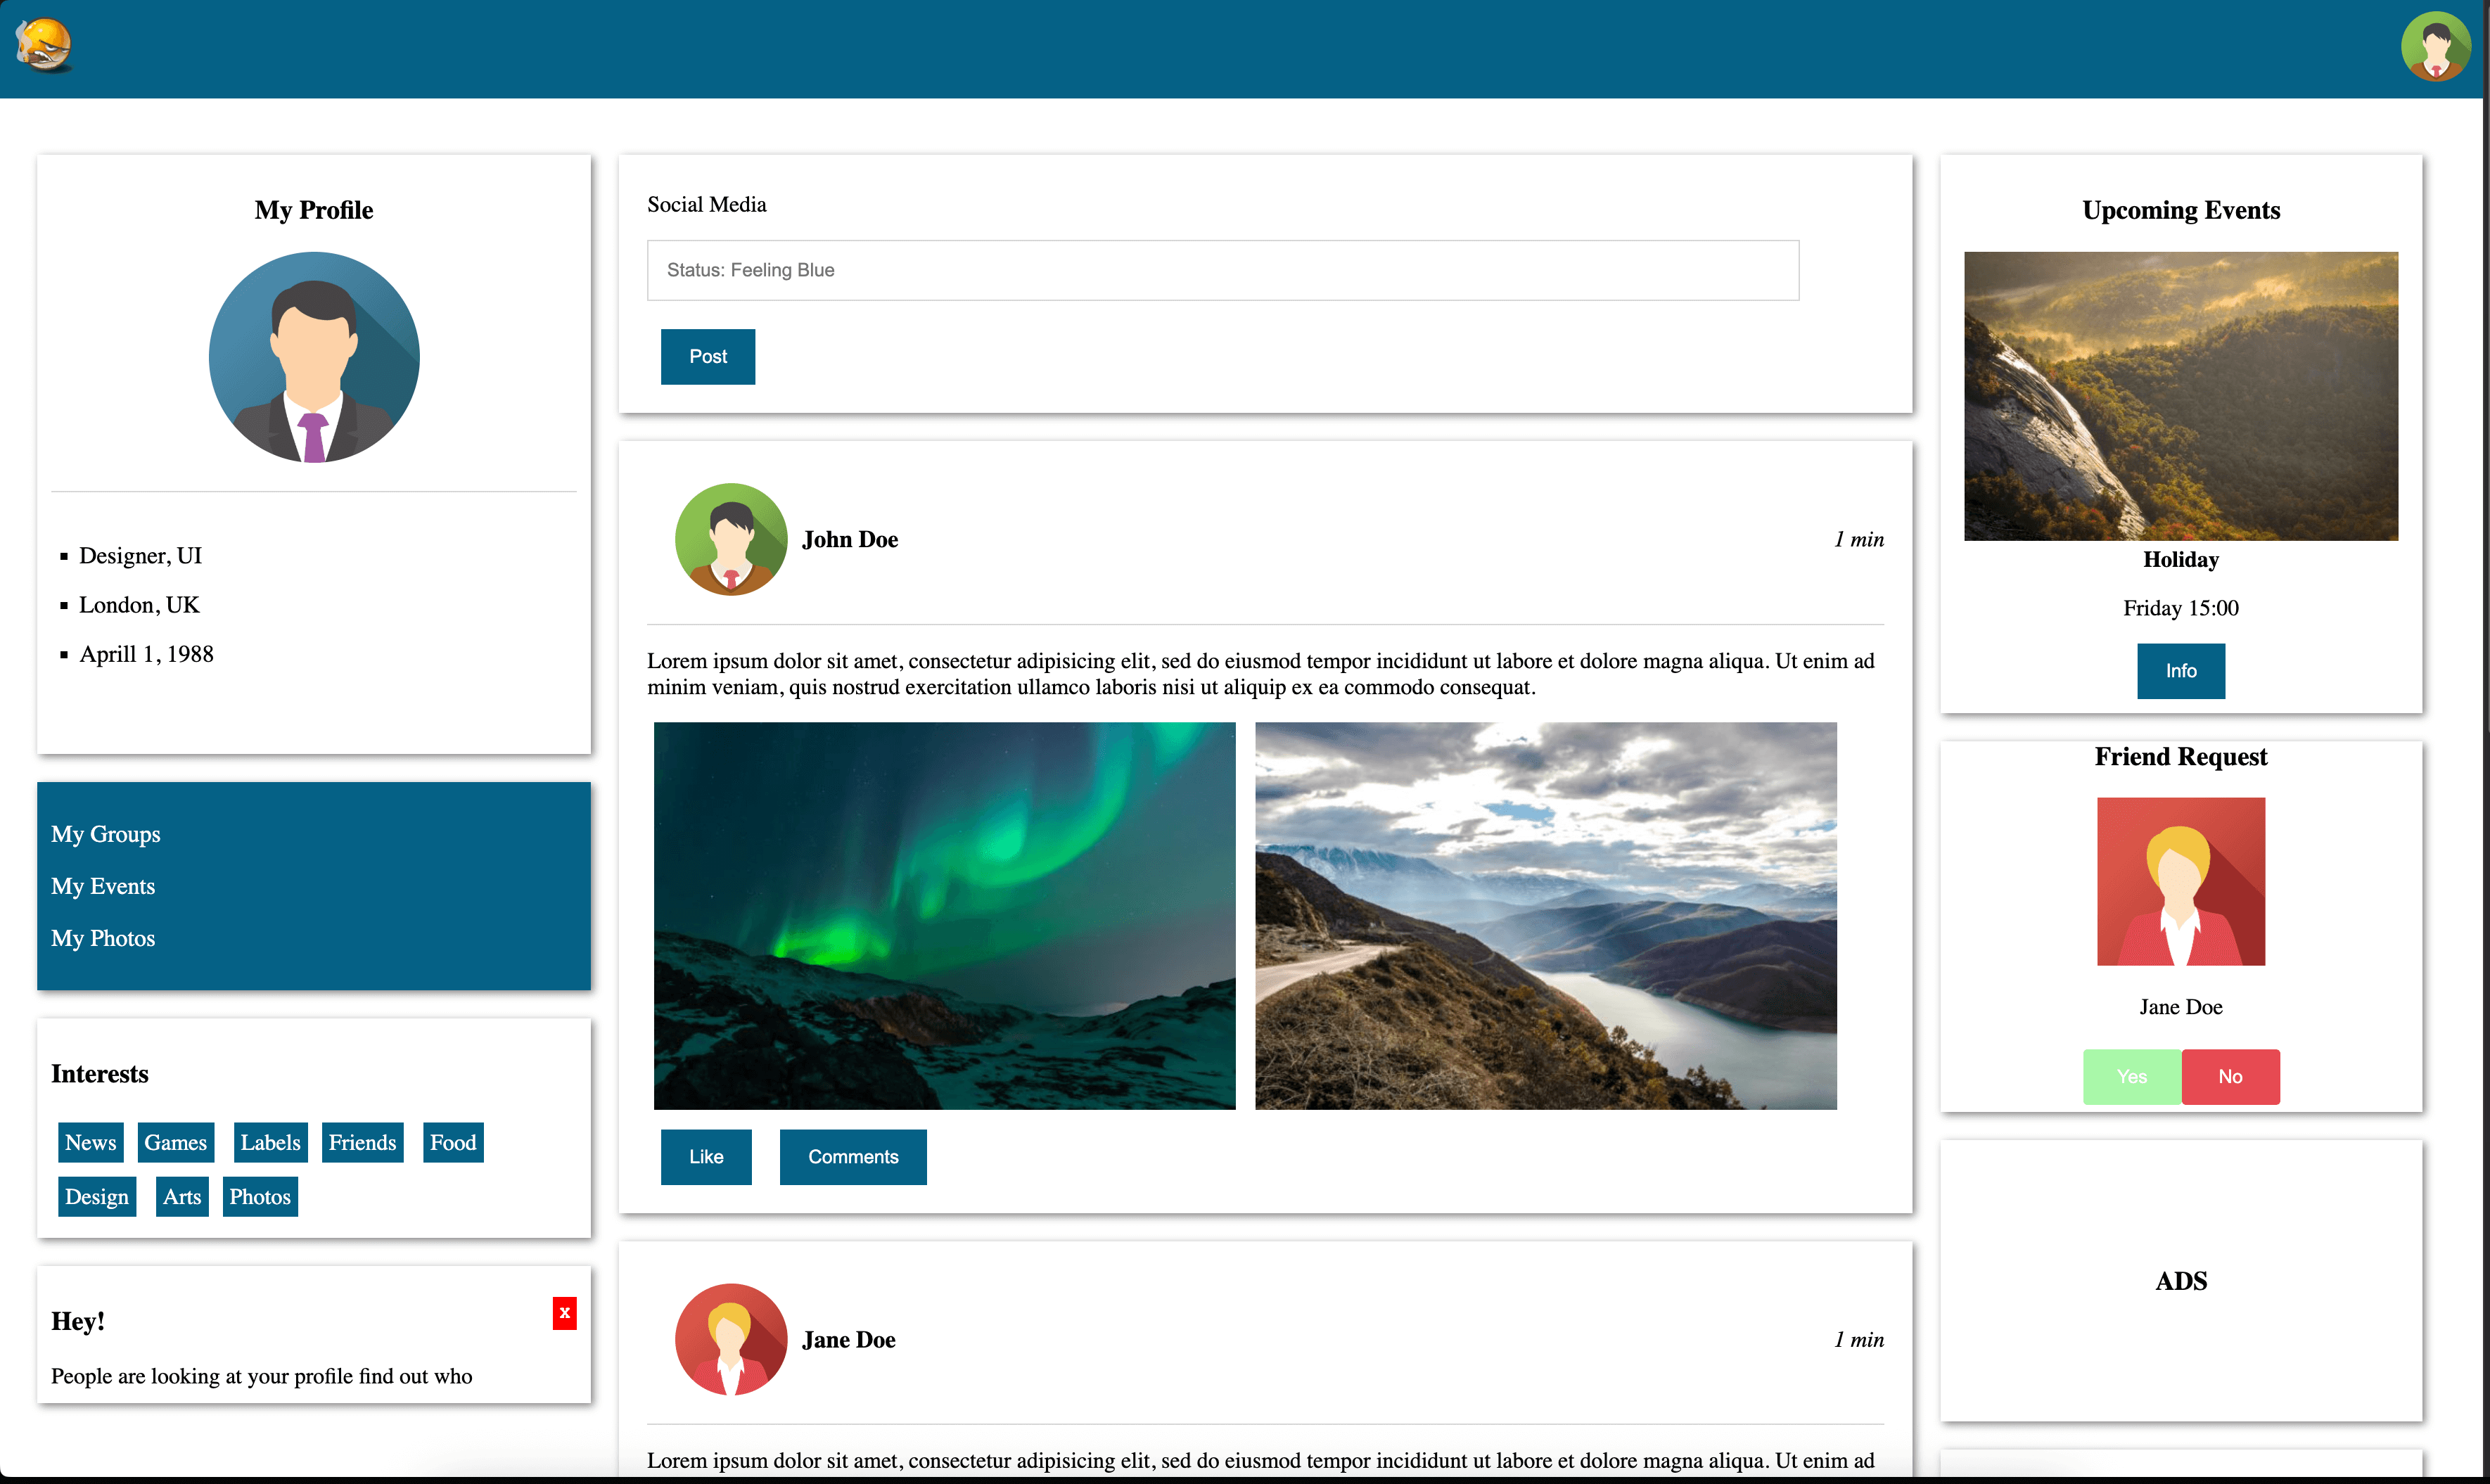 My Profile
Designer, UI
London, UK
Aprill 1, 1988
My Groups
My Events
My Photos
Interests
News Games Labels Friends Food
Design Arts Photos
Hey!
x
People are looking at your profile find out who
Social Media
Status: Feeling Blue
Post
John Doe
1 min
Lorem ipsum dolor sit amet, consectetur adipisicing elit, sed do eiusmod tempor incididunt ut labore et dolore magna aliqua. Ut enim ad
minim veniam, quis nostrud exercitation ullamco laboris nisi ut aliquip ex ea commodo consequat.
Like Comments
Jane Doe
1 min
Lorem ipsum dolor sit amet, consectetur adipisicing elit, sed do eiusmod tempor incididunt ut labore et dolore magna aliqua. Ut enim ad
Upcoming Events
Holiday
Friday 15:00
Info
Friend Request
Jane Doe
Yes No
ADS